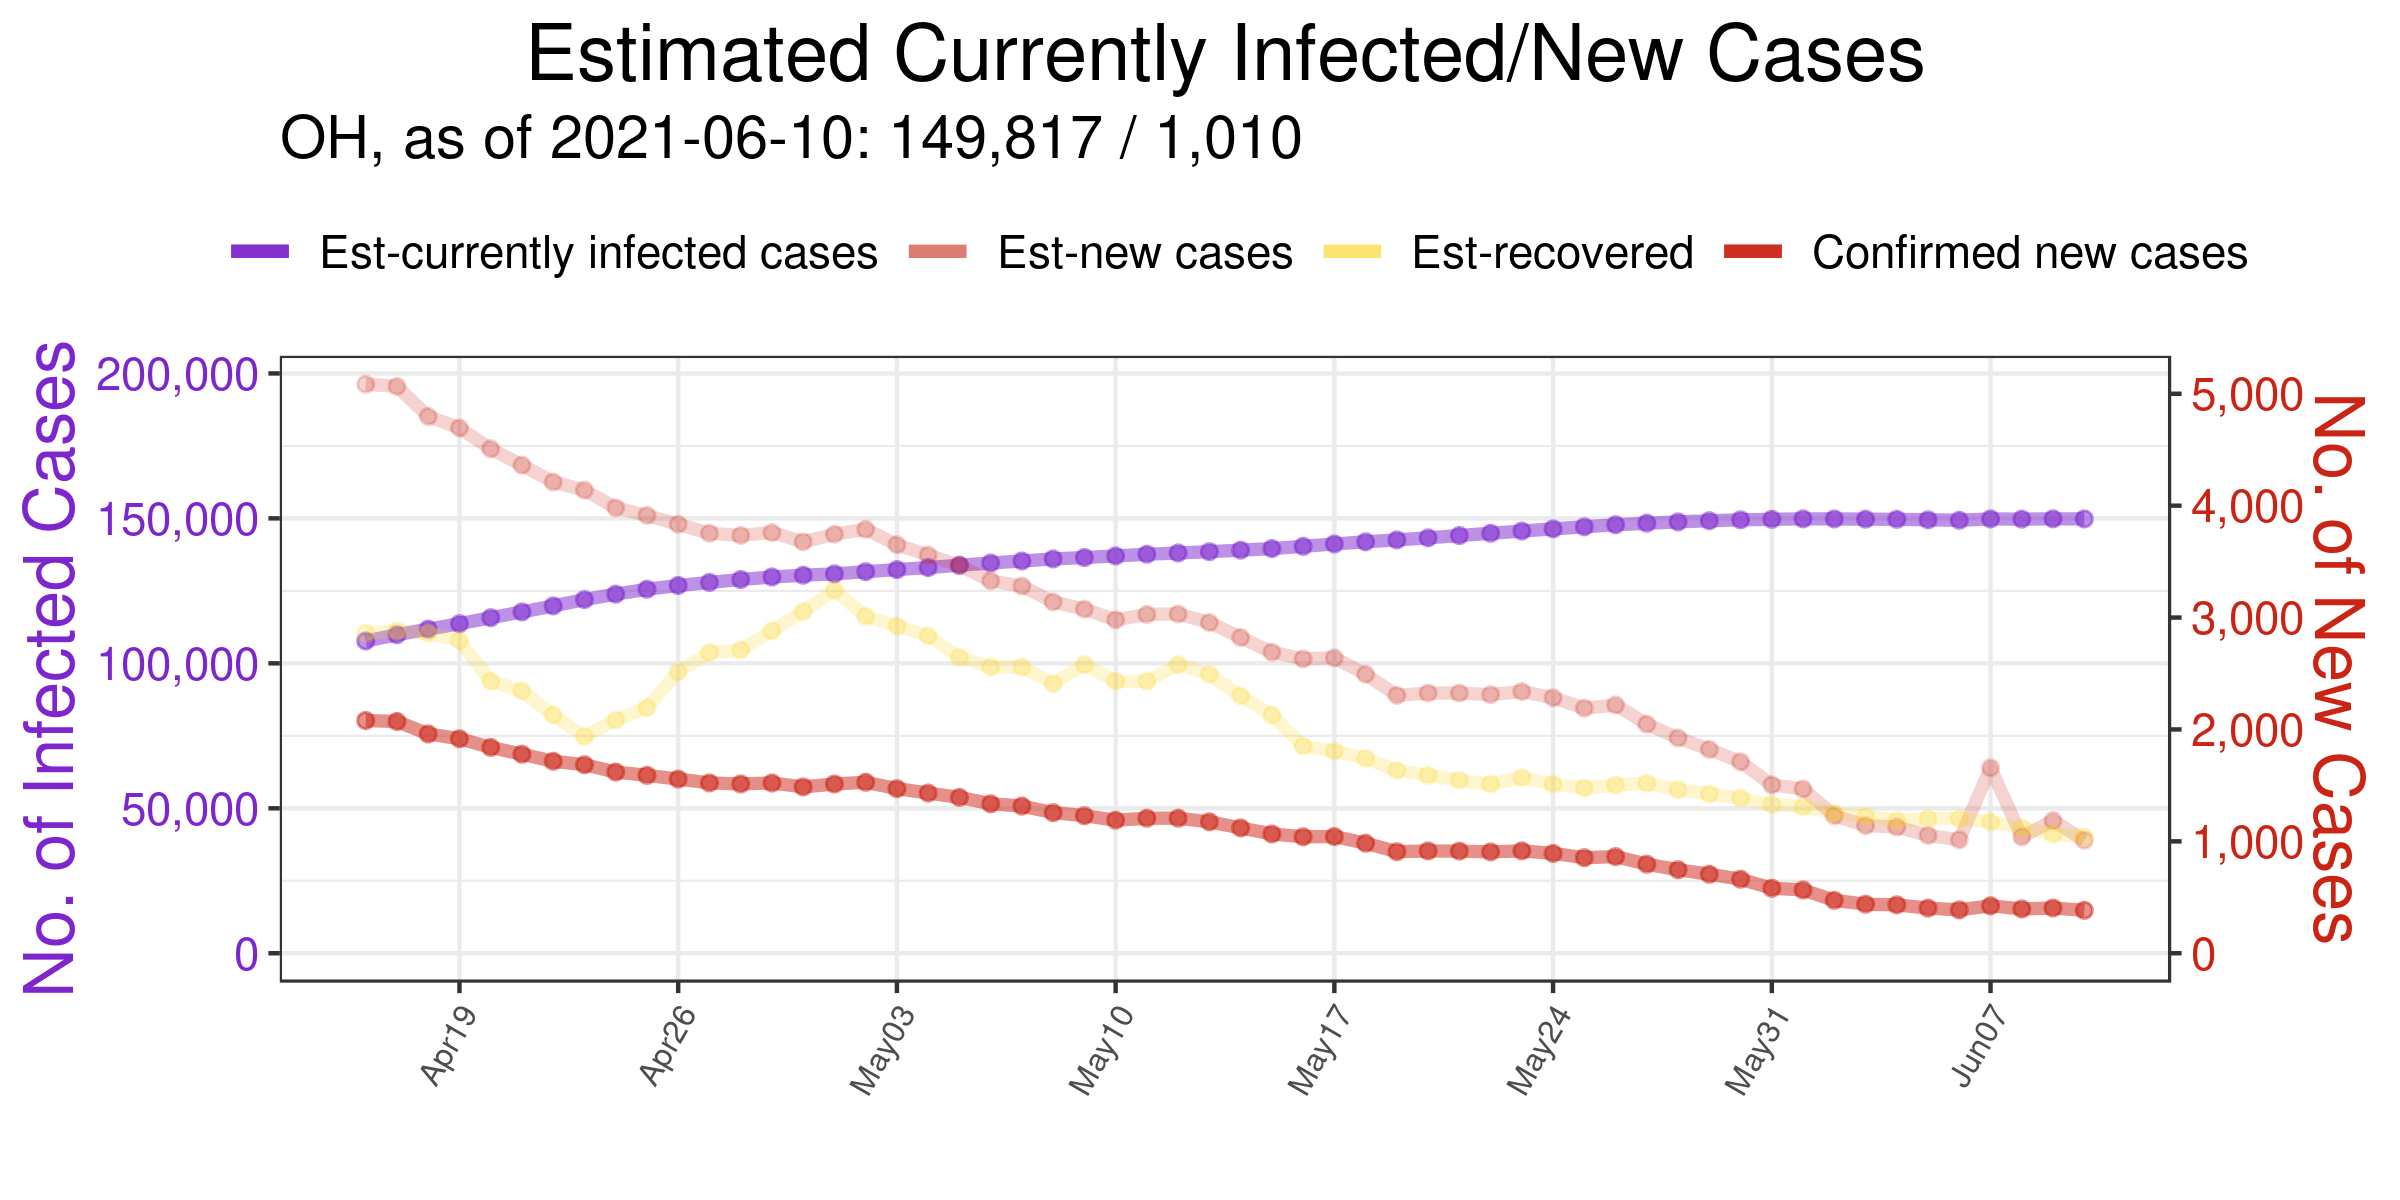 Estimated Currently Infected/New Cases
OH, as of 2021-06-10: 149,817 / 1,010
Est-currently infected cases Est-new cases Est-recovered Confirmed new cases
No. of Infected Cases
200,000
150,000
100,000
50,000
0
5,000
4,000
3,000
2,000
1,000
0
No. of New Cases
Apr19 Apr26 May03 May10 May17 May24 May31 Jun07